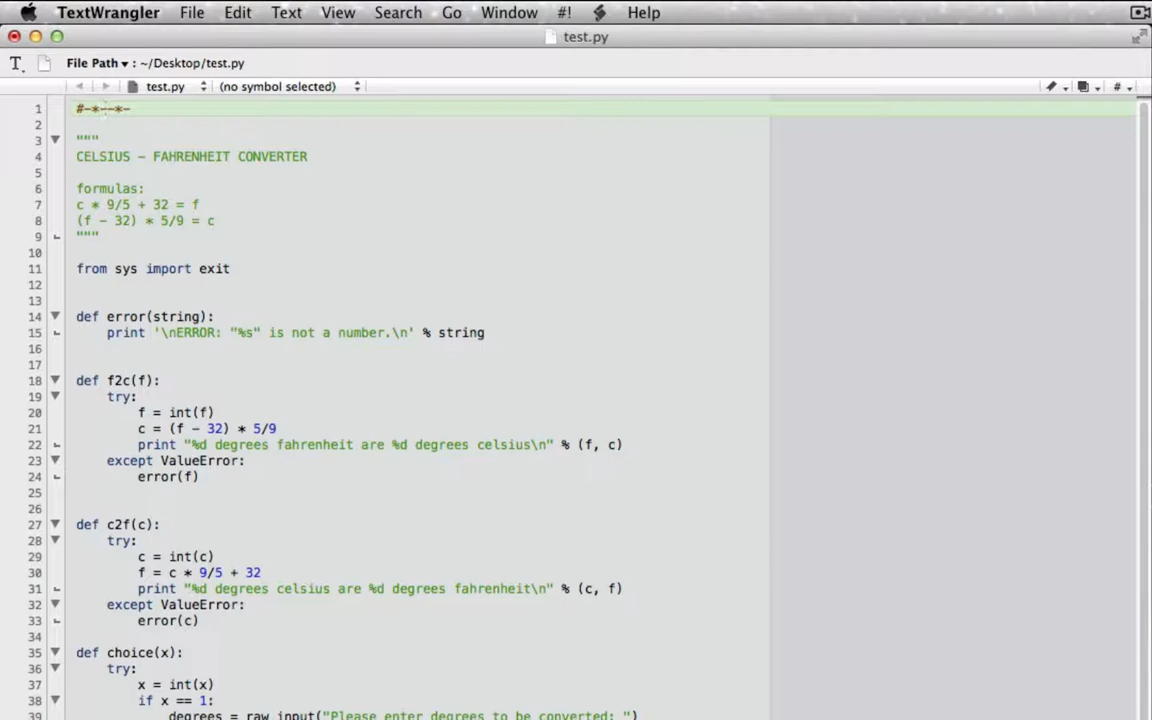 TextWrangler File Edit Text View Search Go Window #! Help
test.py
File Path : ~/Desktop/test.py
test.py (no symbol selected) #
1 #-*--*-
2
3 """
4 CELSIUS - FAHRENHEIT CONVERTER
5
6 formulas:
7 c * 9/5 + 32 = f
8 (f - 32) * 5/9 = c
9 """
10
11 from sys import exit
12
13
14 def error(string):
15 print '\nERROR: "%s" is not a number.\n' % string
16
17
18 def f2c(f):
19 try:
20 f = int(f)
21 c = (f - 32) * 5/9
22 print "%d degrees fahrenheit are %d degrees celsius\n" % (f, c)
23 except ValueError:
24 error(f)
25
26
27 def c2f(c):
28 try:
29 c = int(c)
30 f = c * 9/5 + 32
31 print "%d degrees celsius are %d degrees fahrenheit\n" % (c, f)
32 except ValueError:
33 error(c)
34
35 def choice(x):
36 try:
37 x = int(x)
38 if x == 1:
39 degrees = raw_input("Please enter degrees to be converted: ")